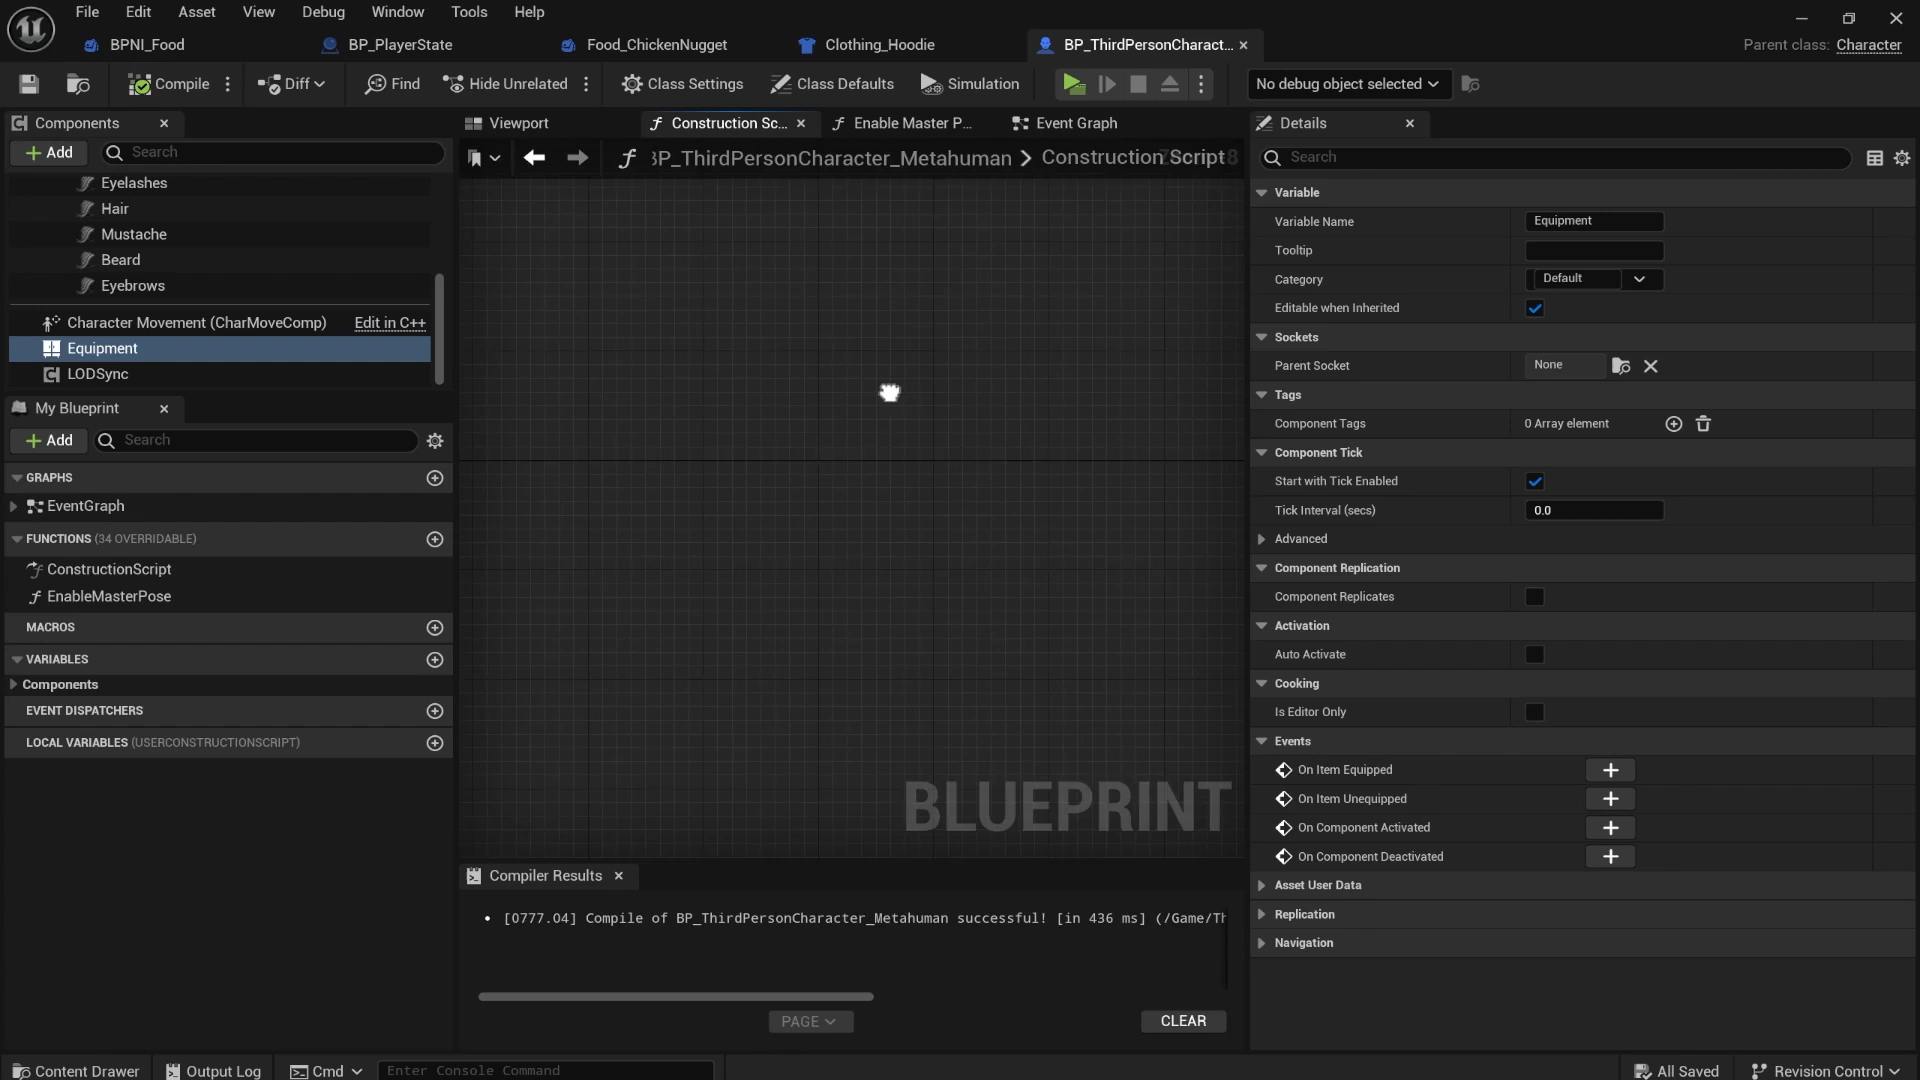 File Edit Asset View Debug Window Tools Help
BPNI_Food BP_PlayerState Food_ChickenNugget Clothing_Hoodie BP_ThirdPersonCharact... Parent class: Character
Compile Diff Find Hide Unrelated Class Settings Class Defaults Simulation No debug object selected
Components Viewport Construction Sc... Enable Master P... Event Graph Details
Add Search BP_ThirdPersonCharacter_Metahuman > Construction Script Search
Eyelashes
Hair
Mustache
Beard
Eyebrows
Character Movement (CharMoveComp) Edit in C++
Equipment
LODSync
My Blueprint
Add Search
GRAPHS
EventGraph
FUNCTIONS (34 OVERRIDABLE)
ConstructionScript
EnableMasterPose
MACROS
VARIABLES
Components
EVENT DISPATCHERS
LOCAL VARIABLES (USERCONSTRUCTIONSCRIPT)
BLUEPRINT
Compiler Results
• [0777.04] Compile of BP_ThirdPersonCharacter_Metahuman successful! [in 436 ms] (/Game/Th
PAGE CLEAR
Variable
Variable Name Equipment
Tooltip
Category Default
Editable when Inherited
Sockets
Parent Socket None
Tags
Component Tags 0 Array element
Component Tick
Start with Tick Enabled
Tick Interval (secs) 0.0
Advanced
Component Replication
Component Replicates
Activation
Auto Activate
Cooking
Is Editor Only
Events
On Item Equipped
On Item Unequipped
On Component Activated
On Component Deactivated
Asset User Data
Replication
Navigation
Content Drawer Output Log Cmd Enter Console Command All Saved Revision Control